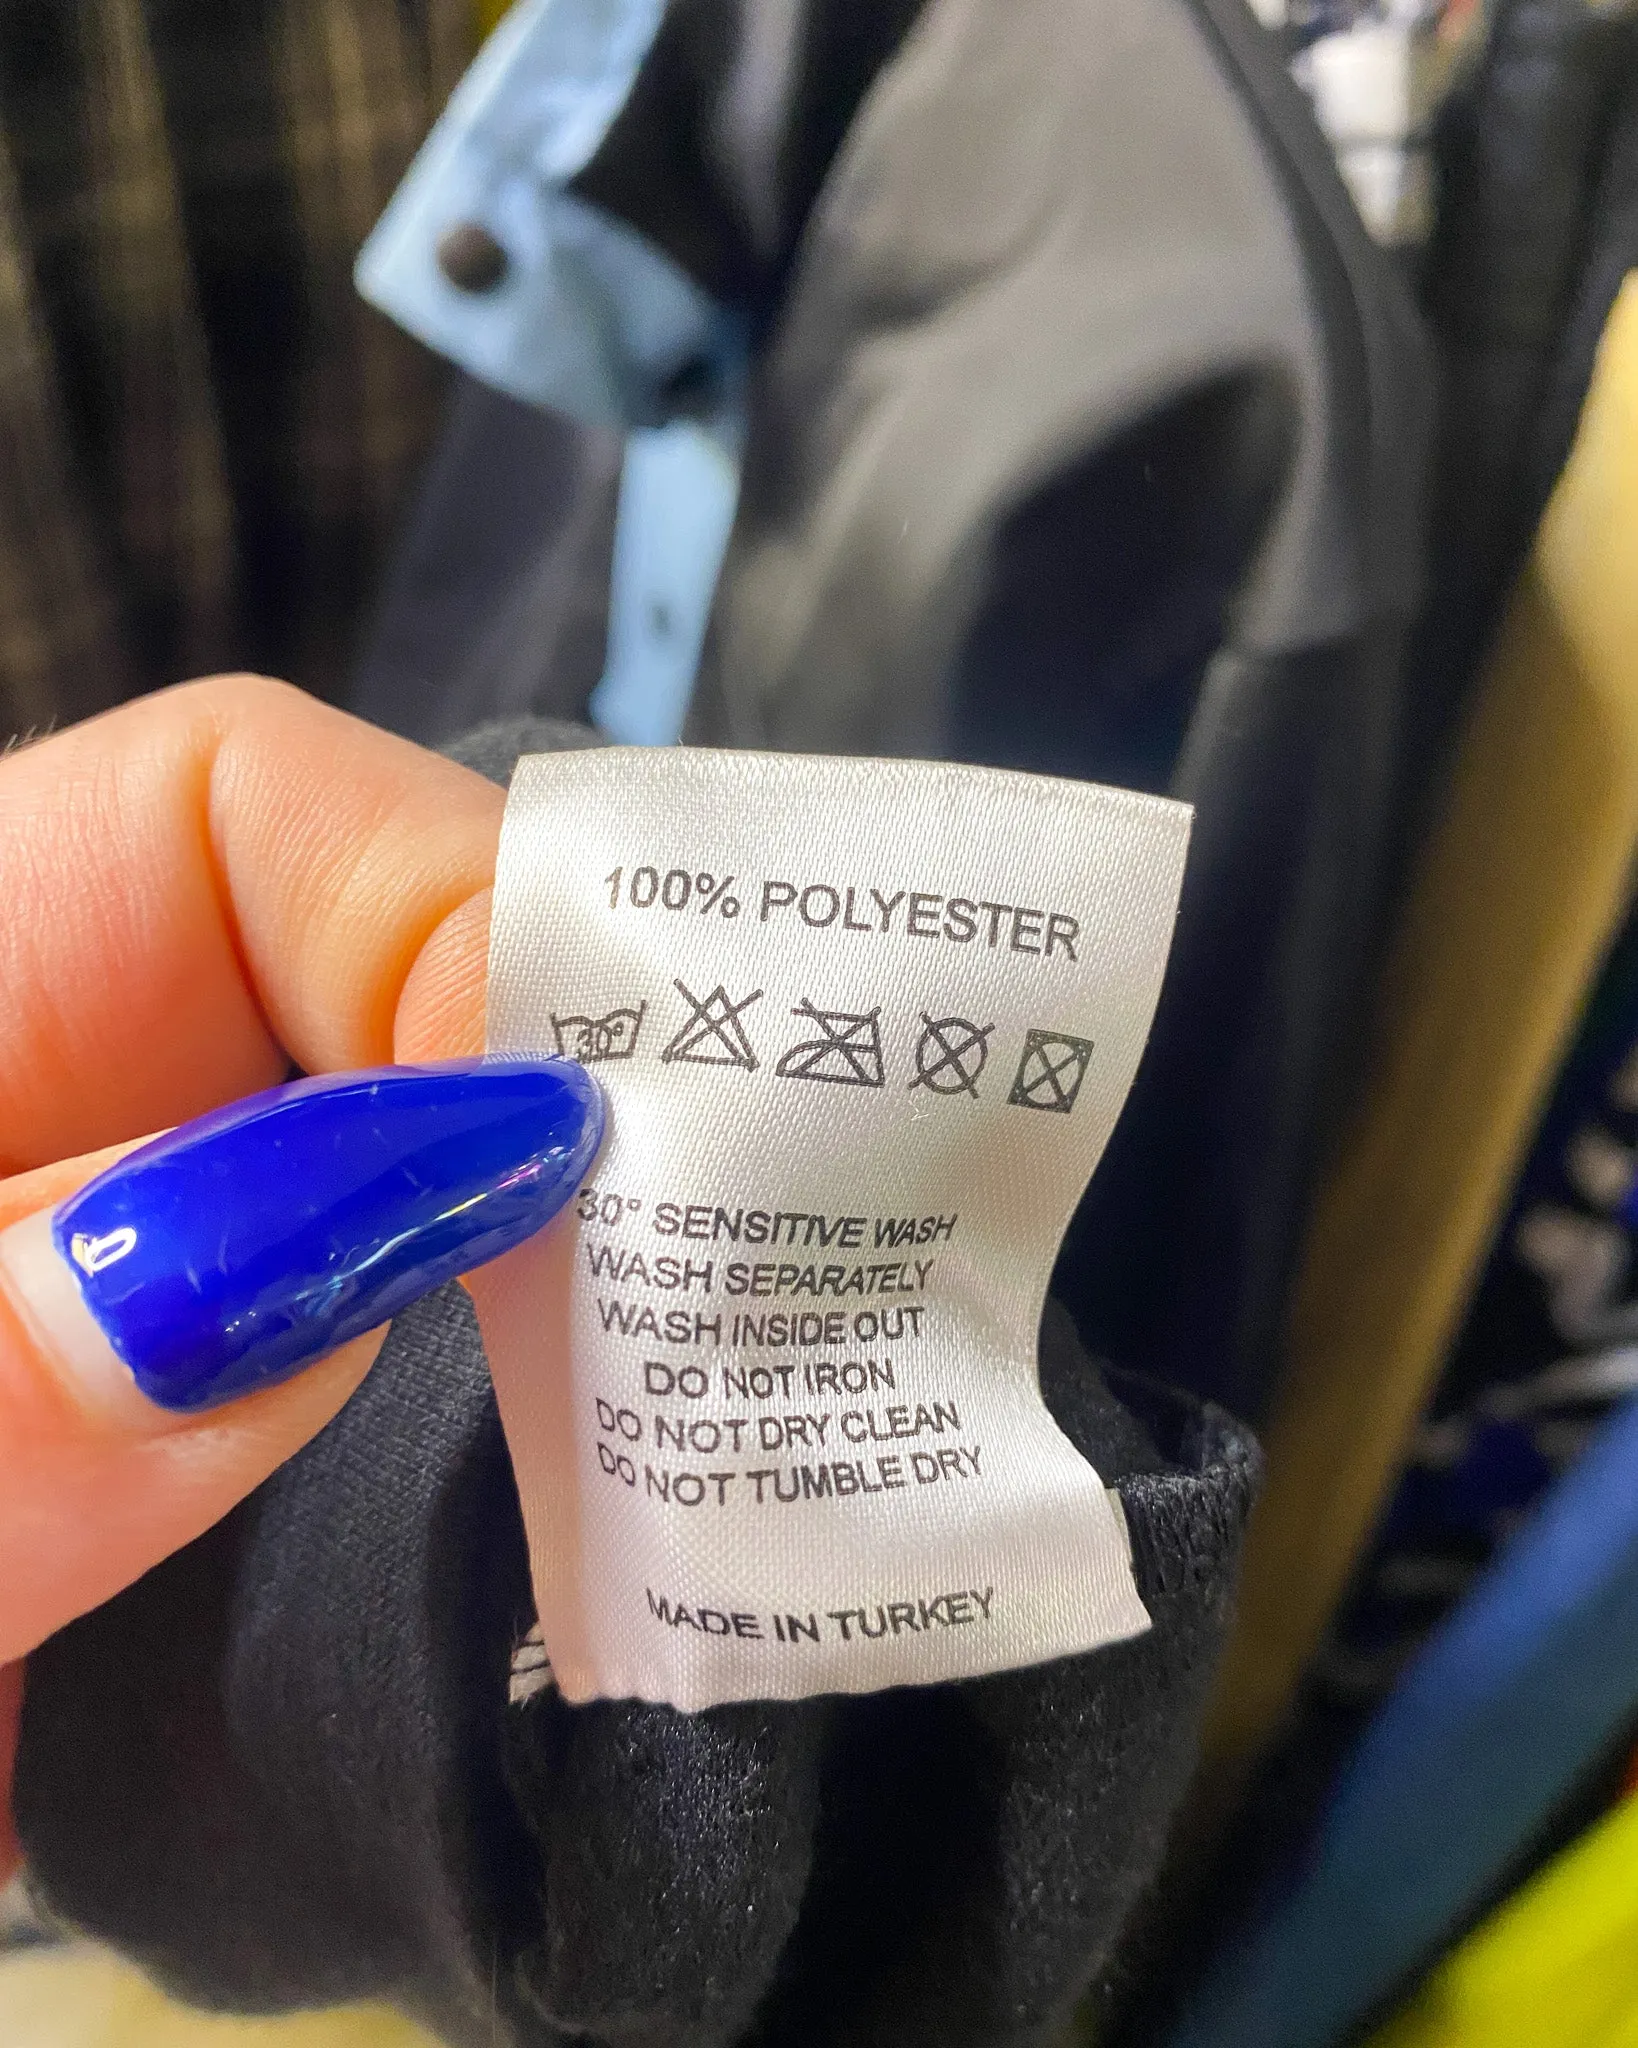 100% POLYESTER
30°
30° SENSITIVE WASH
WASH SEPARATELY
WASH INSIDE OUT
DO NOT IRON
DO NOT DRY CLEAN
DO NOT TUMBLE DRY
MADE IN TURKEY